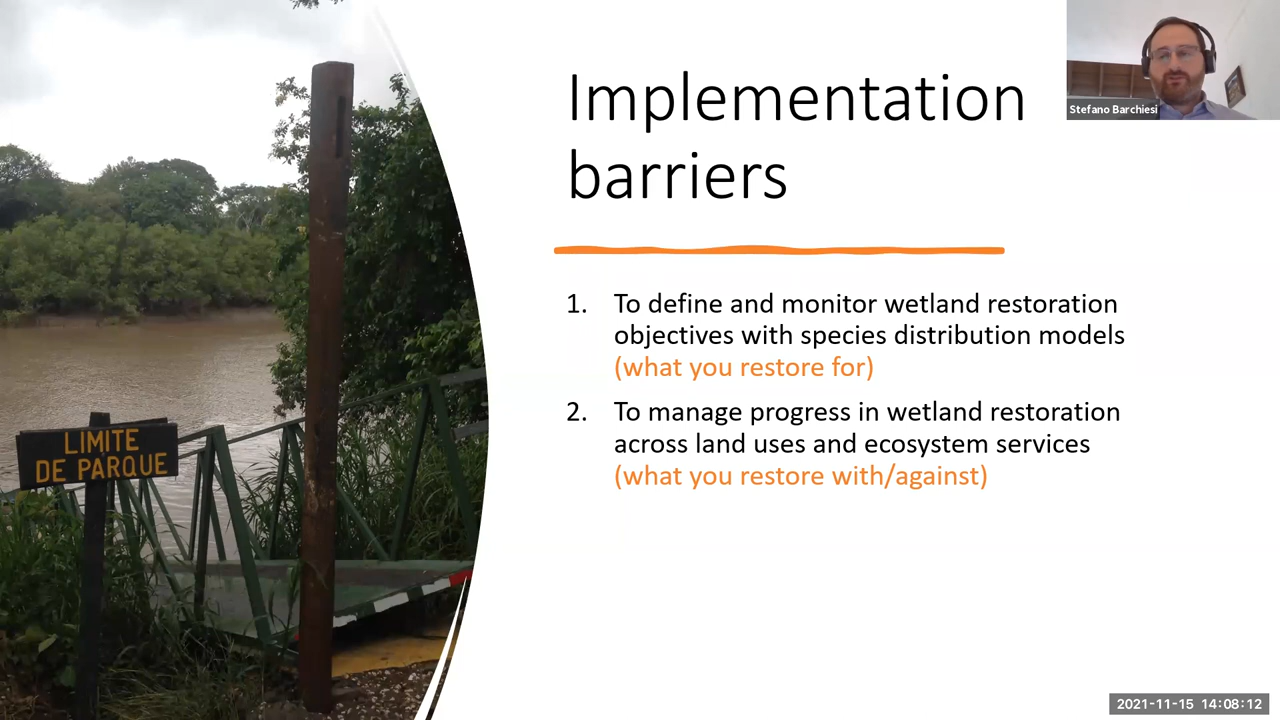 Implementation
barriers
Stefano Barchiesi
1. To define and monitor wetland restoration
objectives with species distribution models
(what you restore for)
2. To manage progress in wetland restoration
across land uses and ecosystem services
(what you restore with/against)
LIMITE
DE PARQUE
2021-11-15 14:08:12